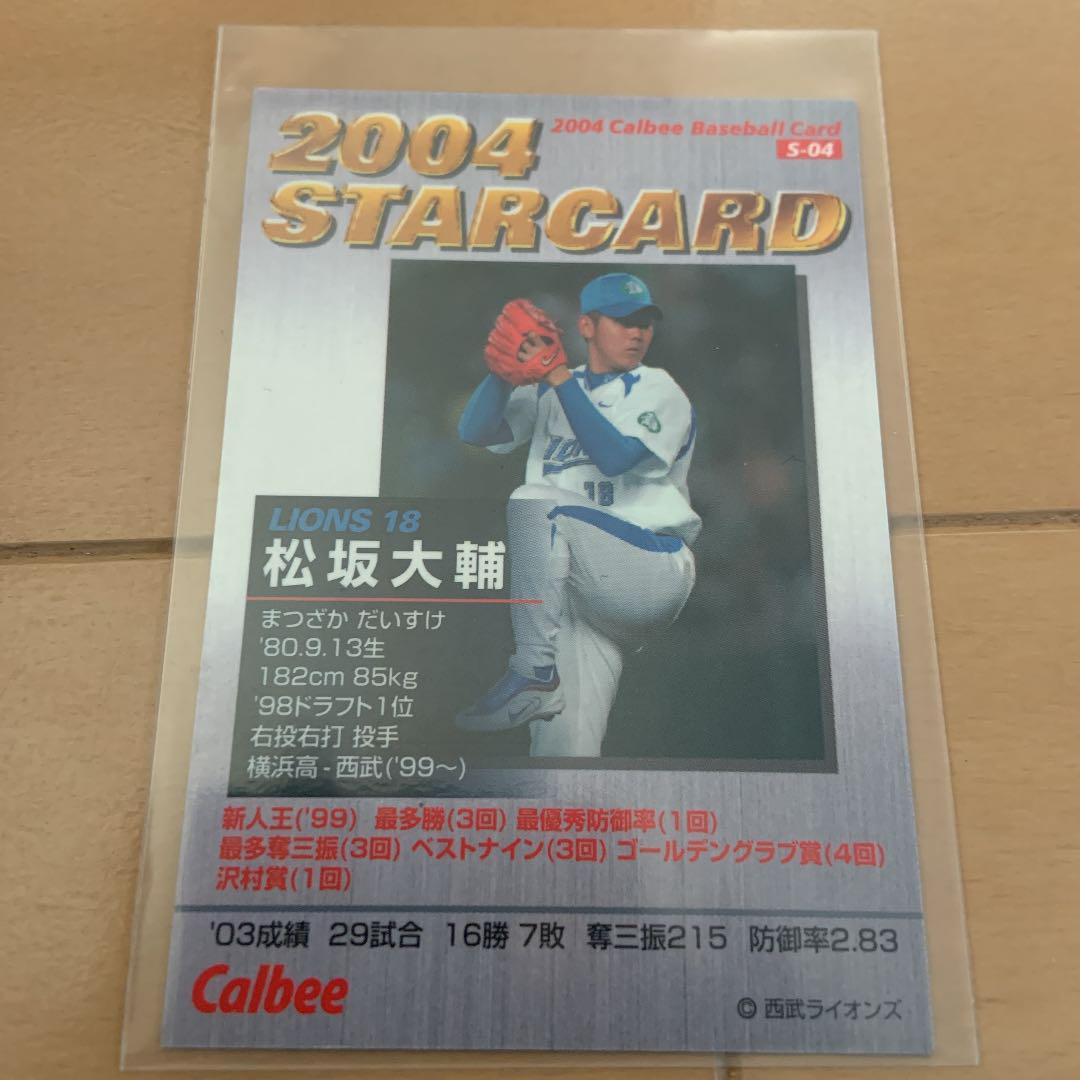 2004 Calbee Baseball Card
S-04
2004
STARCARD
18
LIONS 18
松坂大輔
まつざか だいすけ
'80.9.13生
182cm 85kg
'98ドラフト1位
右投右打 投手
横浜高-西武('99～)
新人王('99) 最多勝(3回) 最優秀防御率(1回)
最多奪三振(3回) ベストナイン(3回) ゴールデングラブ賞(4回)
沢村賞(1回)
'03成績 29試合 16勝 7敗 奪三振215 防御率2.83
Calbee
© 西武ライオンズ